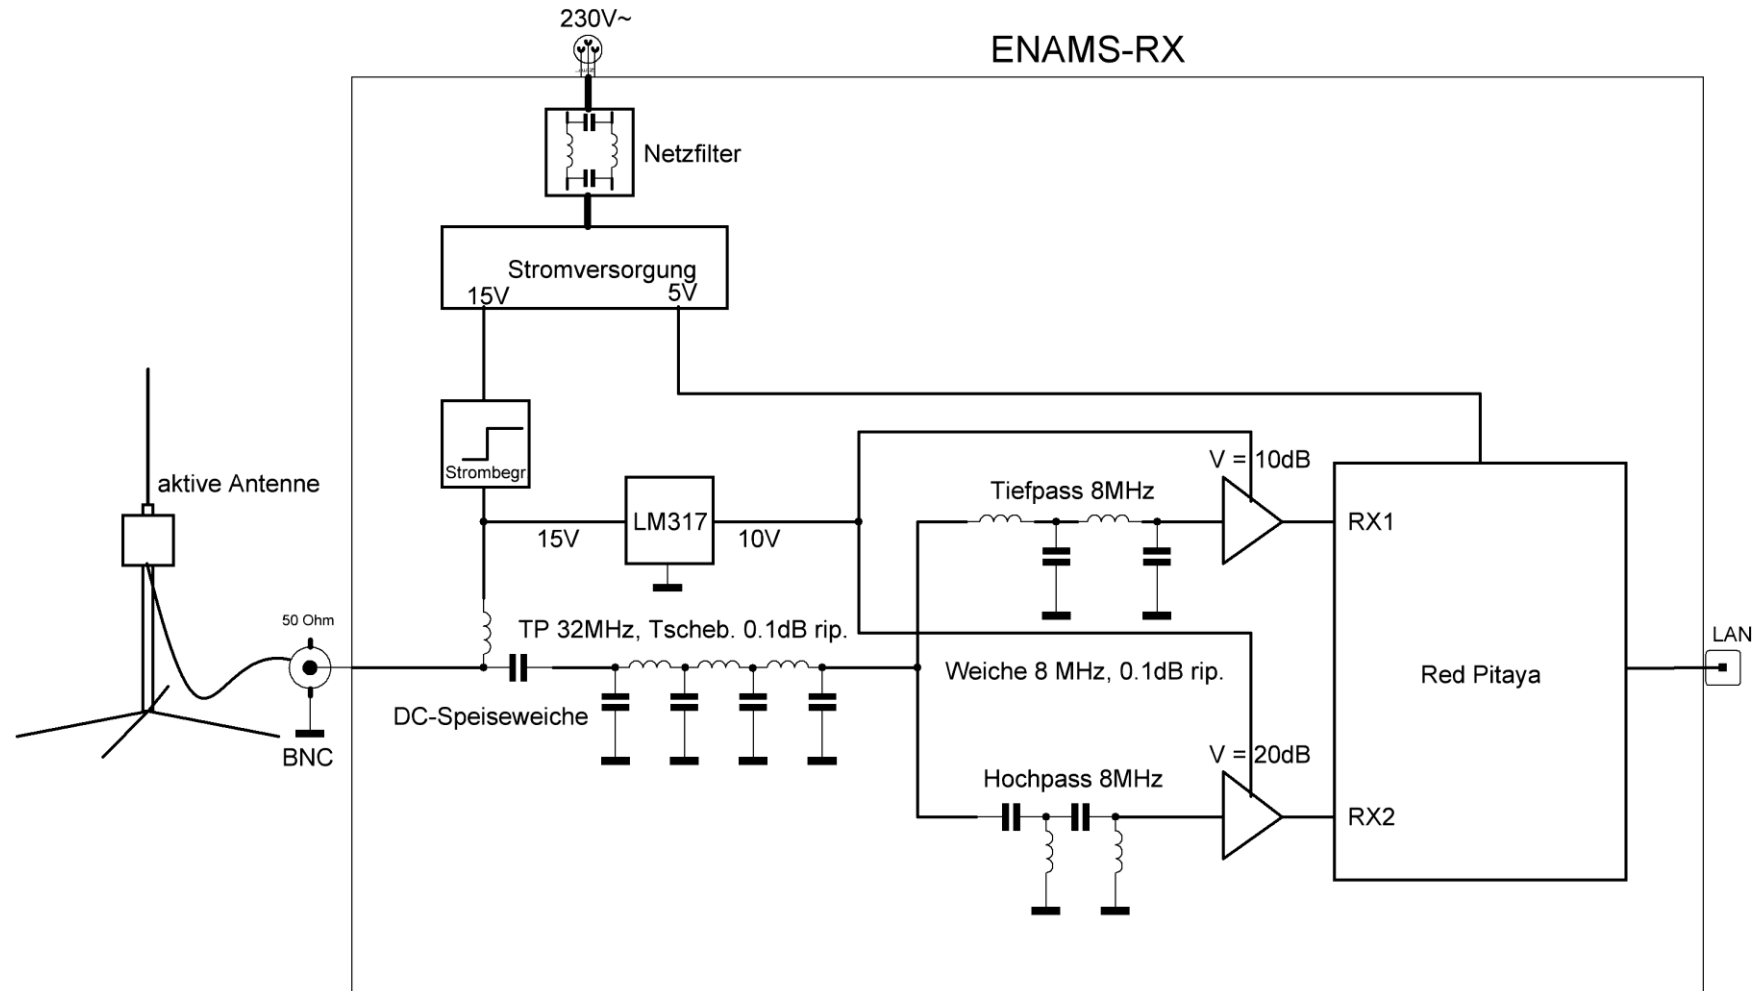 230V~
ENAMS-RX
Netzfilter
Stromversorgung
15V
5V
Strombegr
aktive Antenne
LM317
15V
10V
V = 10dB
Tiefpass 8MHz
RX1
50 Ohm
TP 32MHz, Tscheb. 0.1dB rip.
LAN
Weiche 8 MHz, 0.1dB rip.
Red Pitaya
DC-Speiseweiche
BNC
V = 20dB
Hochpass 8MHz
RX2